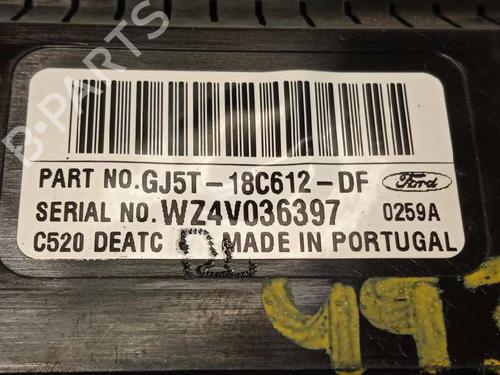 B-PARTS
PART NO.GJ5T-18C612-DF Ford
SERIAL NO.WZ4V036397 0259A
C520 DEATC MADE IN PORTUGAL